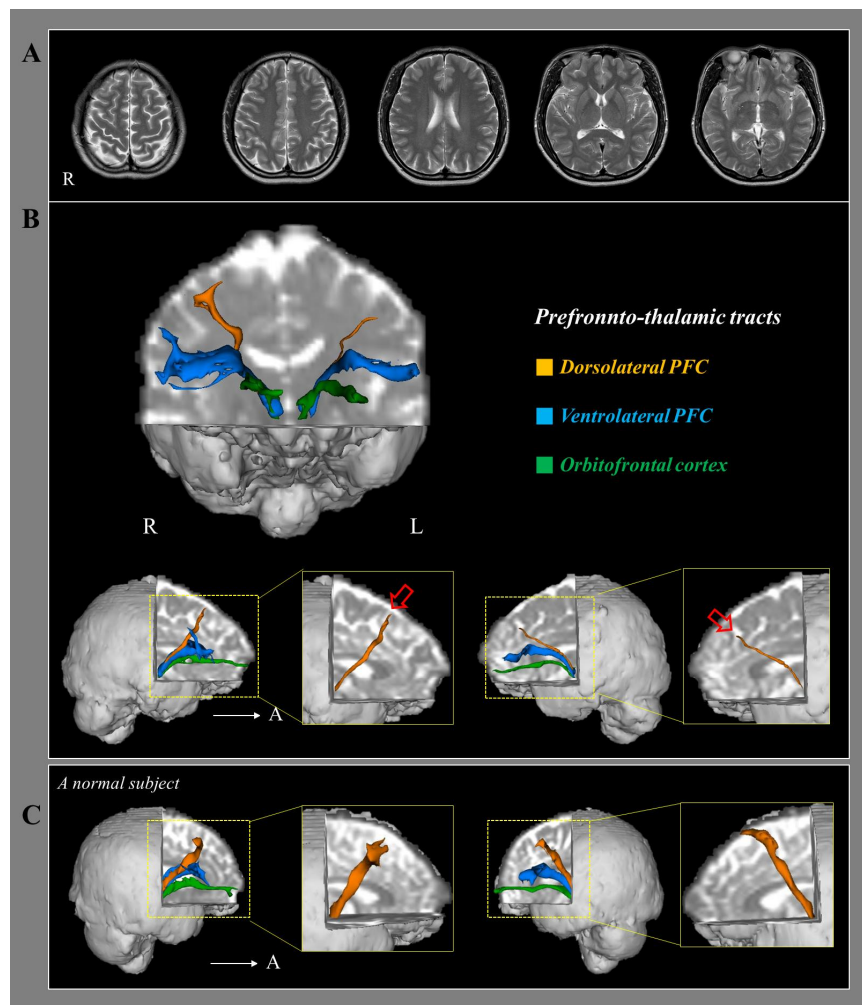 A
R
B
Prefronnto-thalamic tracts
Dorsolateral PFC
Ventrolateral PFC
Orbitofrontal cortex
R L
A
A normal subject
C
A